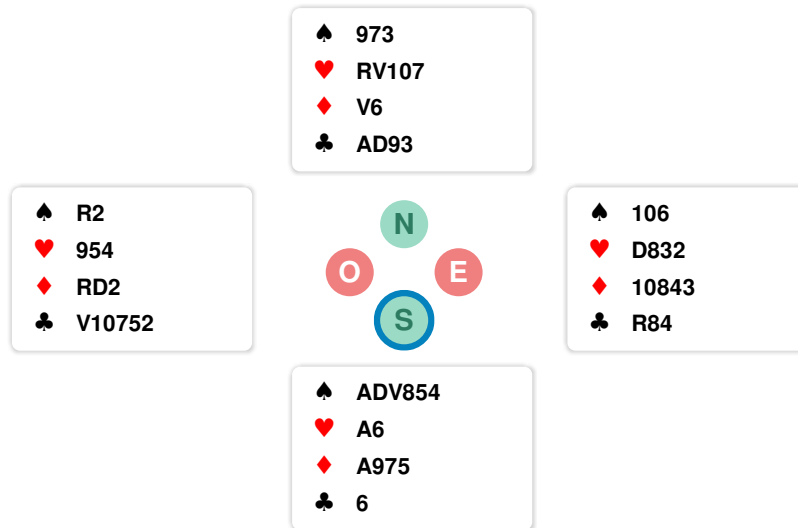 ♠ 973
♥ RV107
♦ V6
♣ AD93
♠ R2
♥ 954
♦ RD2
♣ V10752
N
O E
S
♠ 106
♥ D832
♦ 10843
♣ R84
♠ ADV854
♥ A6
♦ A975
♣ 6